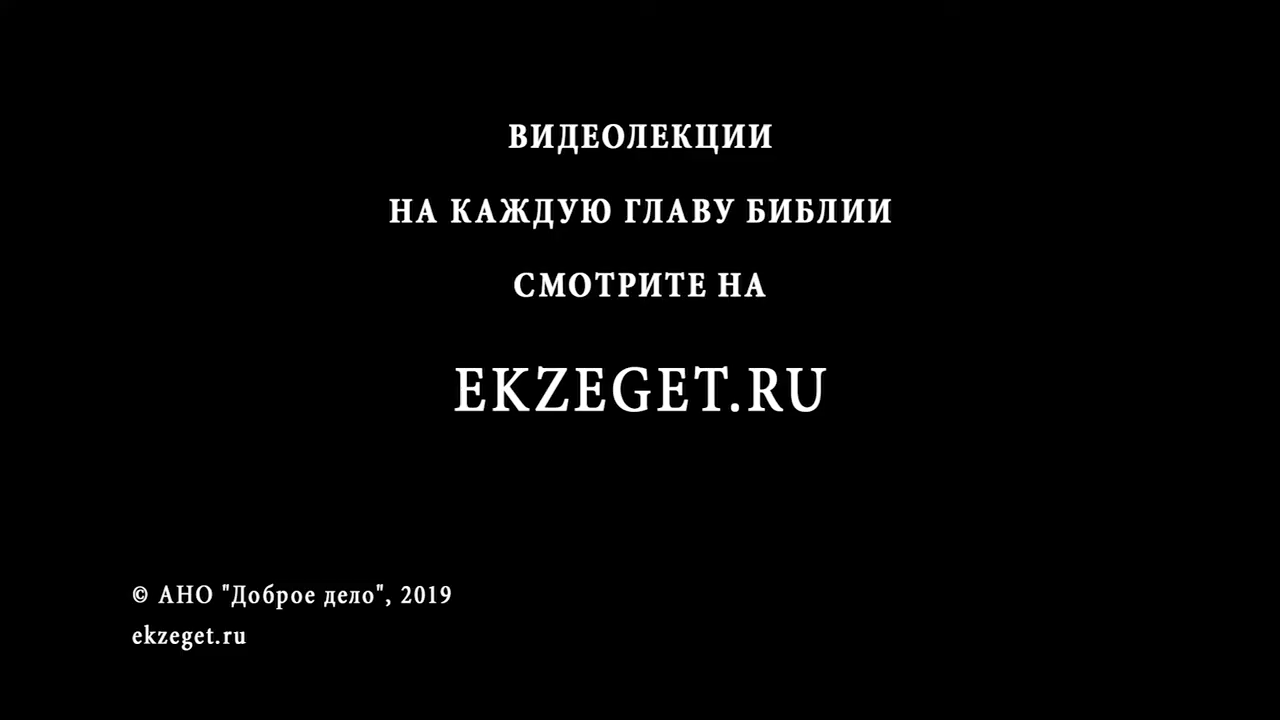 ВИДЕОЛЕКЦИИ
НА КАЖДУЮ ГЛАВУ БИБЛИИ
СМОТРИТЕ НА
EKZEGET.RU
© АНО "Доброе дело", 2019
ekzeget.ru